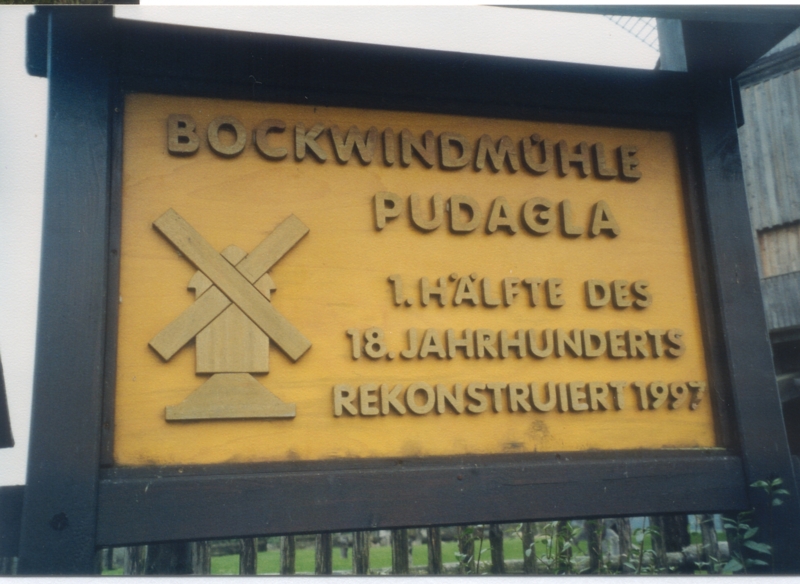 BOCKWINDMÜHLE
PUDAGLA
1. HÄLFTE DES
18. JAHRHUNDERTS
REKONSTRUIERT 1997